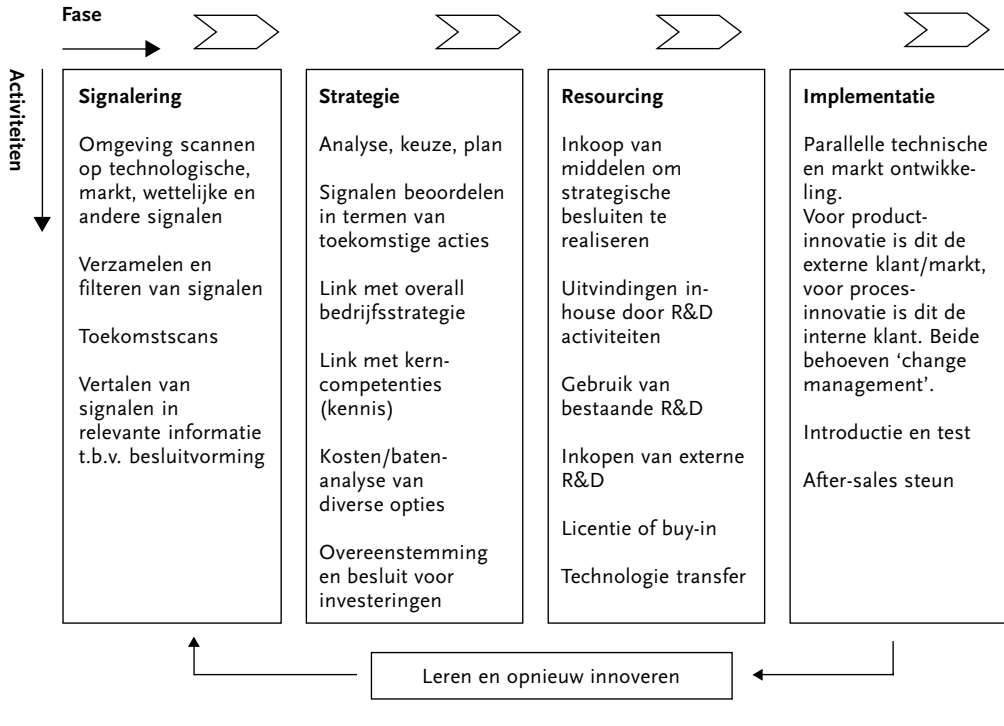 Fase
Activiteiten
Signalering
Omgeving scannen
op technologische,
markt, wettelijke en
andere signalen
Verzamelen en
filteren van signalen
Toekomstscans
Vertalen van
signalen in
relevante informatie
t.b.v. besluitvorming
Strategie
Analyse, keuze, plan
Signalen beoordelen
in termen van
toekomstige acties
Link met overall
bedrijfsstrategie
Link met kern-
competenties
(kennis)
Kosten/baten-
analyse van
diverse opties
Overeenstemming
en besluit voor
investeringen
Resourcing
Inkoop van
middelen om
strategische
besluiten te
realiseren
Uitvindingen in-
house door R&D
activiteiten
Gebruik van
bestaande R&D
Inkopen van externe
R&D
Licentie of buy-in
Technologie transfer
Implementatie
Parallelle technische
en markt ontwikke-
ling.
Voor product-
innovatie is dit de
externe klant/markt,
voor proces-
innovatie is dit de
interne klant. Beide
behoeven ‘change
management’.
Introductie en test
After-sales steun
Leren en opnieuw innoveren